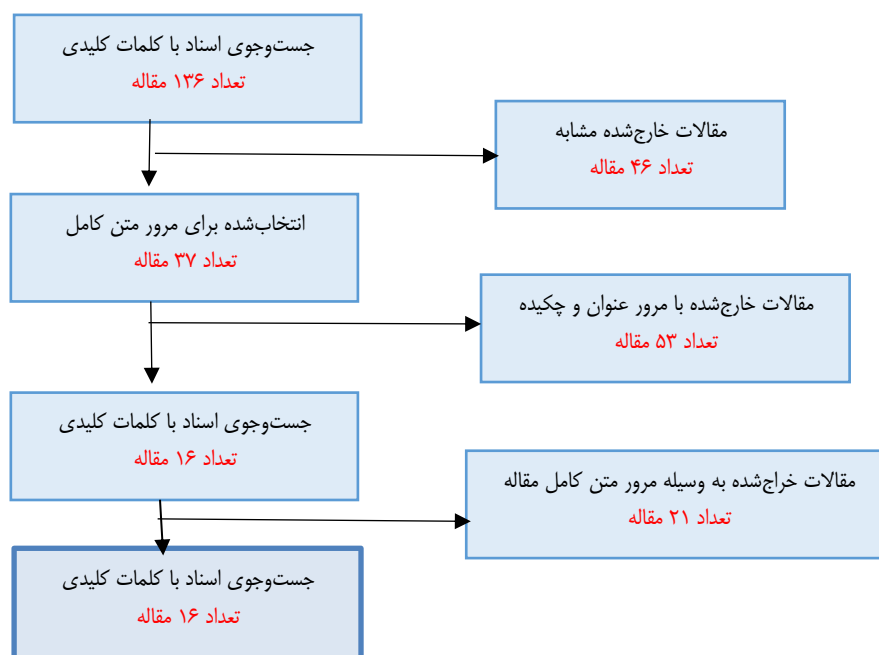 جست‌وجوی اسناد با کلمات کلیدی
تعداد ۱۳۶ مقاله
مقالات خارج‌شده مشابه
تعداد ۴۶ مقاله
انتخاب‌شده برای مرور متن کامل
تعداد ۳۷ مقاله
مقالات خارج‌شده با مرور عنوان و چکیده
تعداد ۵۳ مقاله
جست‌وجوی اسناد با کلمات کلیدی
تعداد ۱۶ مقاله
مقالات خراج‌شده به وسیله مرور متن کامل مقاله
تعداد ۲۱ مقاله
جست‌وجوی اسناد با کلمات کلیدی
تعداد ۱۶ مقاله